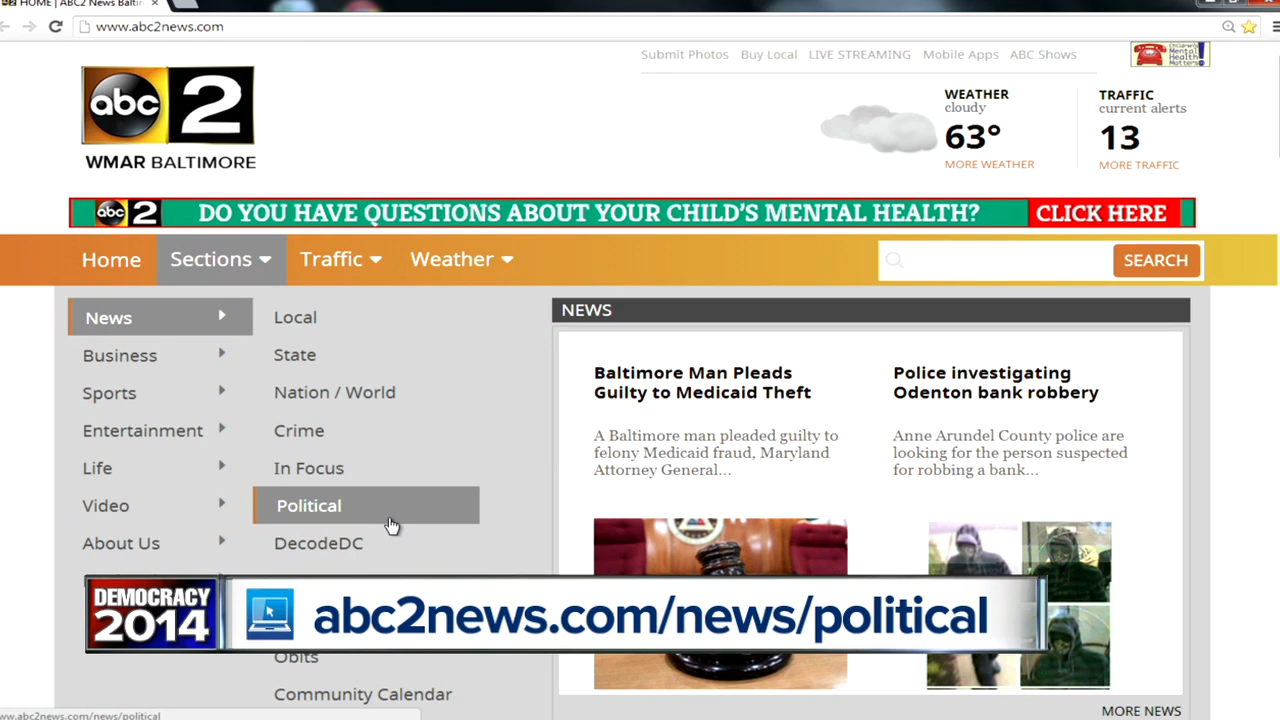 HOME | ABC2 News Baltin
www.abc2news.com
Submit Photos Buy Local LIVE STREAMING Mobile Apps ABC Shows
Children's
Mental
Health
Matters!
abc 2
WMAR BALTIMORE
WEATHER
cloudy
63°
MORE WEATHER
TRAFFIC
current alerts
13
MORE TRAFFIC
abc 2 DO YOU HAVE QUESTIONS ABOUT YOUR CHILD'S MENTAL HEALTH? CLICK HERE
Home Sections Traffic Weather SEARCH
News
Business
Sports
Entertainment
Life
Video
About Us
Local
State
Nation / World
Crime
In Focus
Political
DecodeDC
NEWS
Baltimore Man Pleads
Guilty to Medicaid Theft
A Baltimore man pleaded guilty to
felony Medicaid fraud, Maryland
Attorney General...
Police investigating
Odenton bank robbery
Anne Arundel County police are
looking for the person suspected
for robbing a bank...
DEMOCRACY
2014
abc2news.com/news/political
Obits
Community Calendar
MORE NEWS
www.abc2news.com/news/political